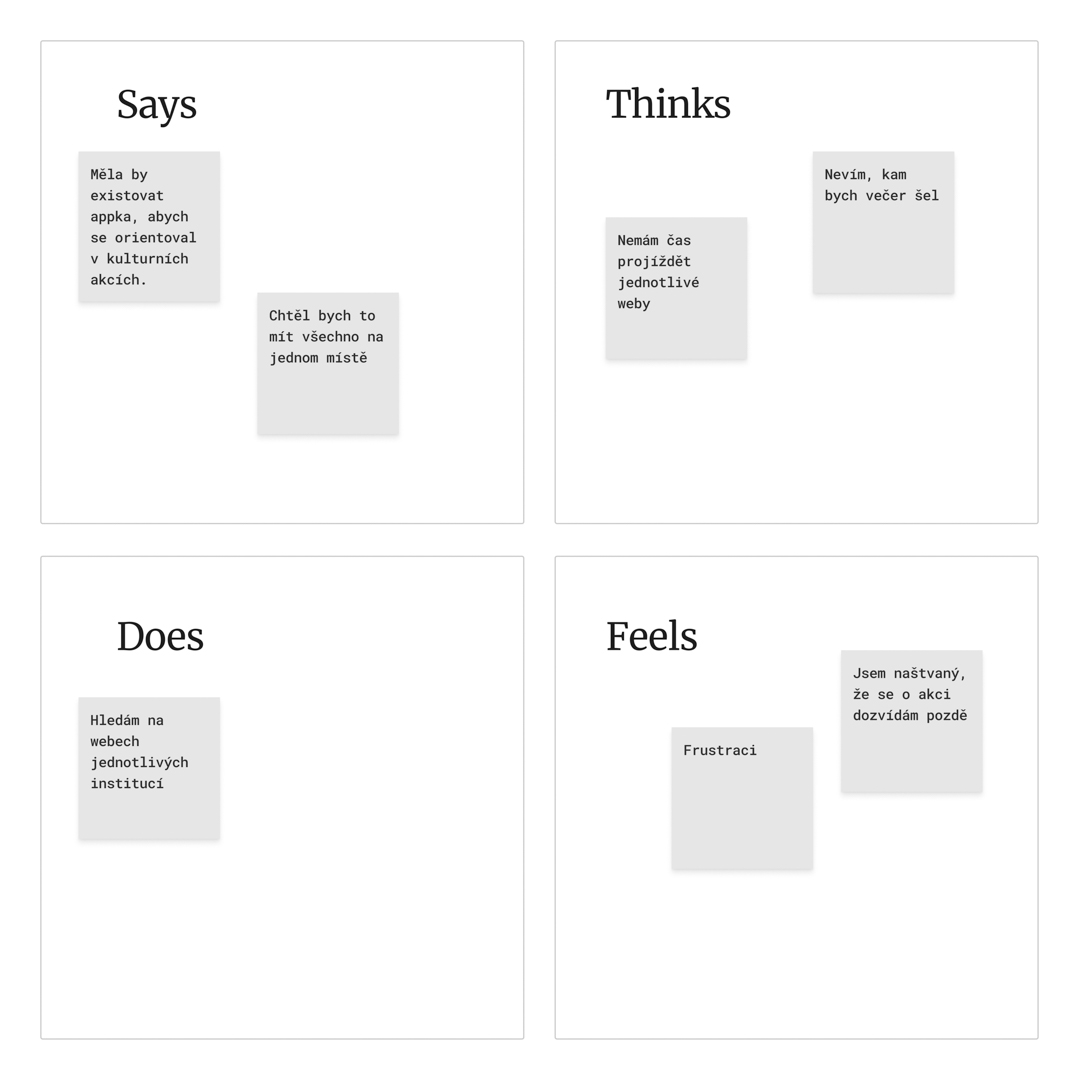 Says
Měla by
existovat
appka, abych
se orientoval
v kulturních
akcích.
Chtěl bych to
mít všechno na
jednom místě
Thinks
Nemám čas
projíždět
jednotlivé
weby
Nevím, kam
bych večer šel
Does
Hledám na
webech
jednotlivých
institucí
Feels
Frustraci
Jsem naštvaný,
že se o akci
dozvídám pozdě